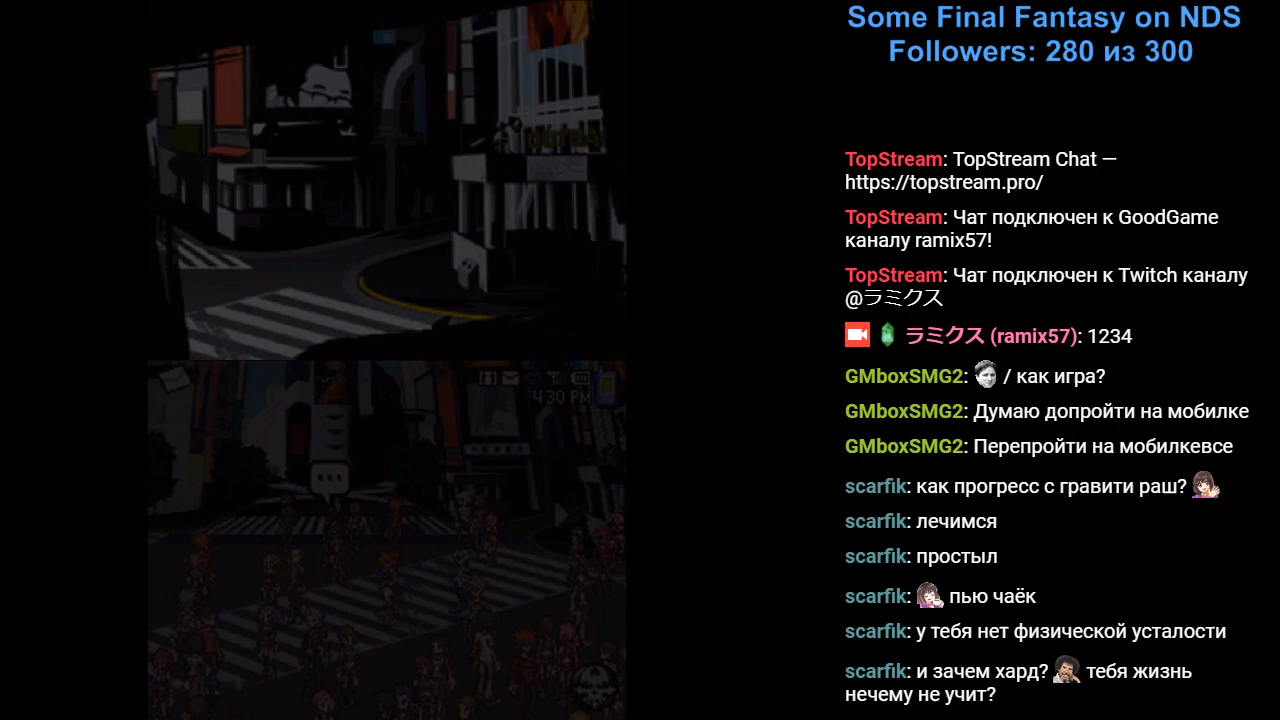 Some Final Fantasy on NDS
Followers: 280 из 300
TopStream: TopStream Chat —
https://topstream.pro/
TopStream: Чат подключен к GoodGame
каналу ramix57!
TopStream: Чат подключен к Twitch каналу
@ラミクス
ラミクス (ramix57): 1234
GMboxSMG2: / как игра?
GMboxSMG2: Думаю допройти на мобилке
GMboxSMG2: Перепройти на мобилкевсе
scarfik: как прогресс с гравити раш?
scarfik: лечимся
scarfik: простыл
scarfik: пью чаёк
scarfik: у тебя нет физической усталости
scarfik: и зачем хард? тебя жизнь
нечему не учит?
4:30 PM